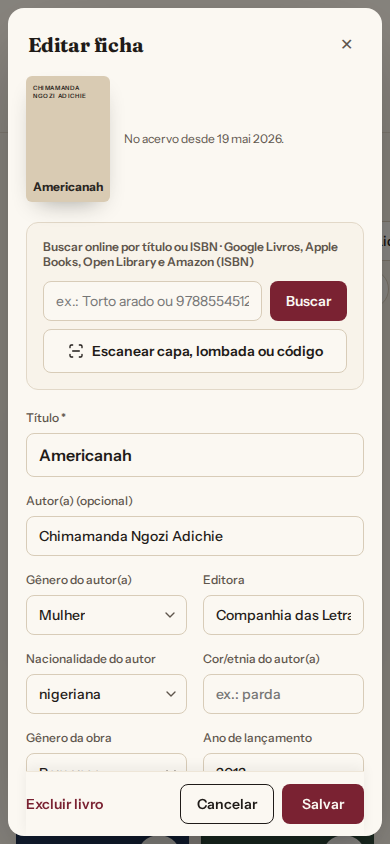 Editar ficha
CHIMAMANDA
NGOZI ADICHIE
Americanah
No acervo desde 19 mai 2026.
Buscar online por título ou ISBN · Google Livros, Apple
Books, Open Library e Amazon (ISBN)
ex.: Torto arado ou 9788554512
Buscar
Escanear capa, lombada ou código
Título *
Americanah
Autor(a) (opcional)
Chimamanda Ngozi Adichie
Gênero do autor(a)
Editora
Mulher
Companhia das Letra
Nacionalidade do autor
Cor/etnia do autor(a)
nigeriana
ex.: parda
Gênero da obra
Ano de lançamento
Excluir livro
Cancelar
Salvar